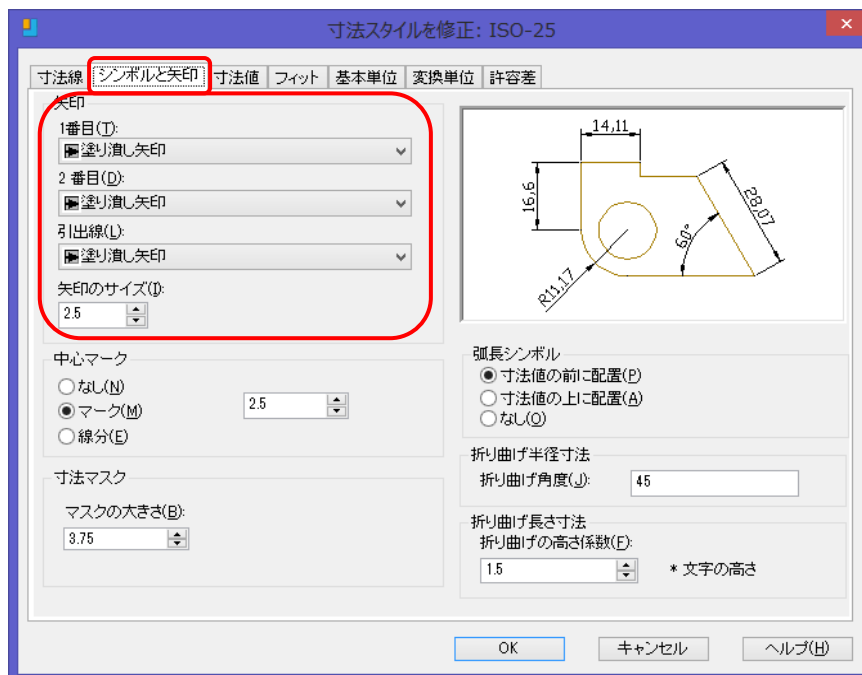 寸法スタイルを修正: ISO-25
寸法線 シンボルと矢印 寸法値 フィット 基本単位 変換単位 許容差
矢印
1番目(T):
塗り潰し矢印
2 番目(D):
塗り潰し矢印
引出線(L):
塗り潰し矢印
矢印のサイズ(I):
2.5
14,11
16,6
28,07
60°
R11,17
中心マーク
なし(N)
マーク(M)
2.5
線分(E)
弧長シンボル
寸法値の前に配置(P)
寸法値の上に配置(A)
なし(O)
寸法マスク
マスクの大きさ(B):
3.75
折り曲げ半径寸法
折り曲げ角度(J):
45
折り曲げ長さ寸法
折り曲げの高さ係数(F):
1.5
* 文字の高さ
OK
キャンセル
ヘルプ(H)